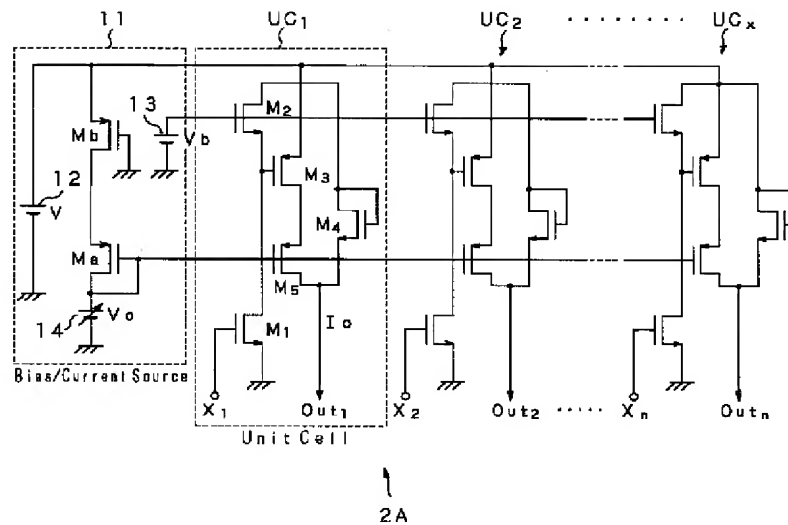 11
UC1
UC2
UCx
13
Vb
M2
Mb
M3
12
V
M4
Ma
M5
14
Vo
M1
Io
Bias/Current Source
X1
Out1
X2
Out2
Xn
Outn
Unit Cell
2A